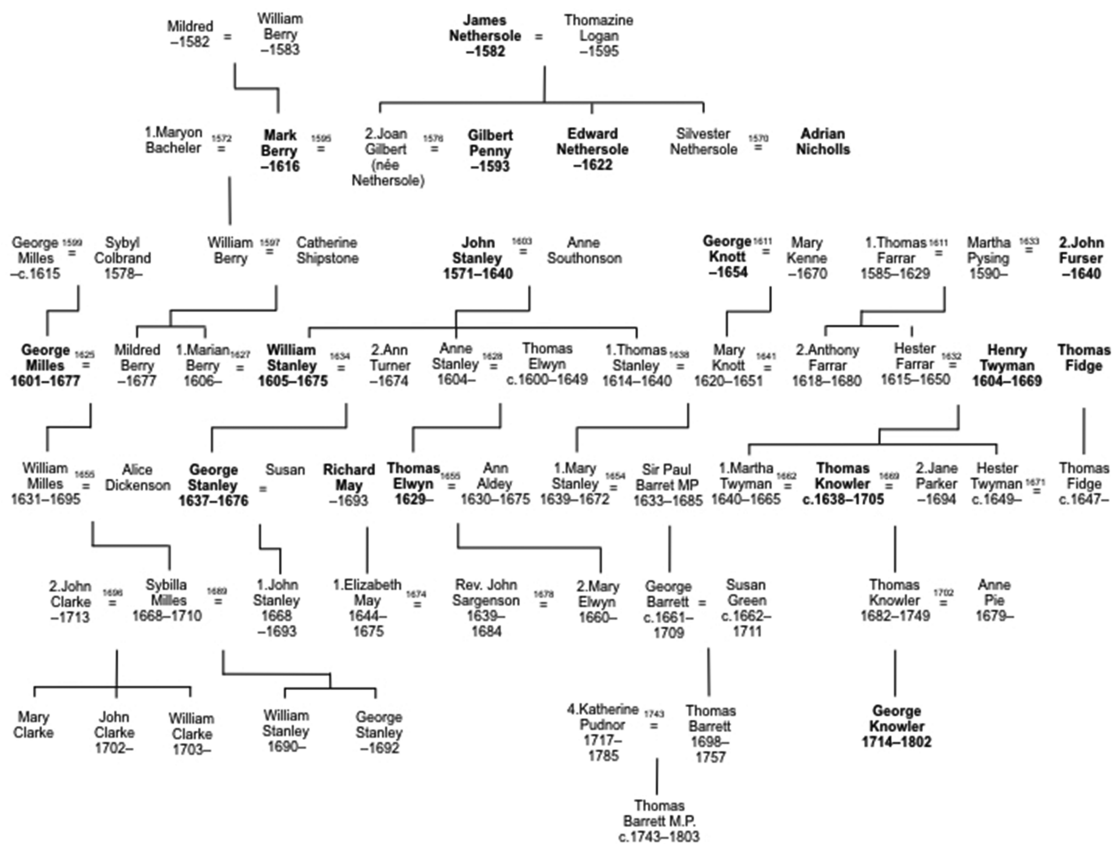 Mildred
–1582
=
William
Berry
–1583
James
Nethersole
–1582
=
Thomazine
Logan
–1595
1.Maryon
Bacheler
1572
=
Mark
Berry
–1616
1595
=
2.Joan
Gilbert
(née
Nethersole)
1576
=
Gilbert
Penny
–1593
Edward
Nethersole
–1622
Silvester
Nethersole
1570
=
Adrian
Nicholls
George
Milles
–c.1615
1599
=
Sybyl
Colbrand
1578–
William
Berry
1597
=
Catherine
Shipstone
John
Stanley
1571–1640
1603
=
Anne
Southonson
George
Knott
–1654
1611
=
Mary
Kenne
–1670
1.Thomas
Farrar
1585–1629
1611
=
Martha
Pysing
1590–
1633
=
2.John
Furser
–1640
George
Milles
1601–1677
1625
=
Mildred
Berry
–1677
1.Marian
Berry
1606–
1627
=
William
Stanley
1605–1675
1634
=
2.Ann
Turner
–1674
Anne
Stanley
1604–
1628
=
Thomas
Elwyn
c.1600–1649
1.Thomas
Stanley
1614–1640
1638
=
Mary
Knott
1620–1651
1641
=
2.Anthony
Farrar
1618–1680
Hester
Farrar
1615–1650
1632
=
Henry
Twyman
1604–1669
Thomas
Fidge
William
Milles
1631–1695
1655
=
Alice
Dickenson
George
Stanley
1637–1676
=
Susan
Richard
May
–1693
Thomas
Elwyn
1629–
1655
=
Ann
Aldey
1630–1675
1.Mary
Stanley
1639–1672
1654
=
Sir Paul
Barret MP
1633–1685
1.Martha
Twyman
1640–1665
1662
=
Thomas
Knowler
c.1638–1705
1669
=
2.Jane
Parker
–1694
Hester
Twyman
c.1649–
1671
=
Thomas
Fidge
c.1647–
2.John
Clarke
–1713
1696
=
Sybilla
Milles
1668–1710
1689
=
1.John
Stanley
1668
–1693
1.Elizabeth
May
1644–
1675
1674
=
Rev. John
Sargenson
1639–
1684
1678
=
2.Mary
Elwyn
1660–
George
Barrett
c.1661–
1709
=
Susan
Green
c.1662–
1711
Thomas
Knowler
1682–1749
1702
=
Anne
Pie
1679–
Mary
Clarke
John
Clarke
1702–
William
Clarke
1703–
William
Stanley
1690–
George
Stanley
–1692
4.Katherine
Pudnor
1717–
1785
1743
=
Thomas
Barrett
1698–
1757
George
Knowler
1714–1802
Thomas
Barrett M.P.
c.1743–1803